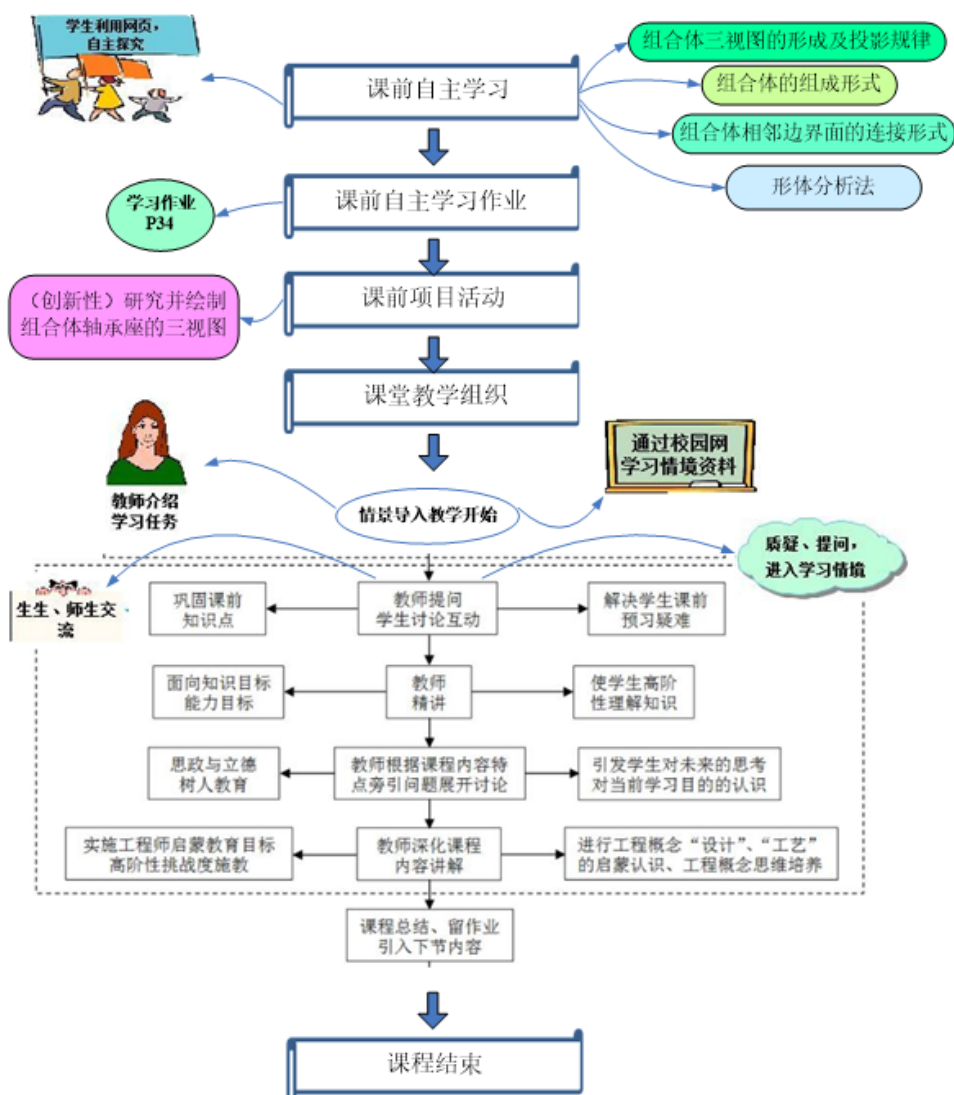 学生利用网页，
自主探究
组合体三视图的形成及投影规律
课前自主学习
组合体的组成形式
组合体相邻边界面的连接形式
形体分析法
学习作业
P34
课前自主学习作业
（创新性）研究并绘制
组合体轴承座的三视图
课前项目活动
课堂教学组织
通过校园网
学习情境资料
教师介绍
学习任务
情景导入教学开始
质疑、提问，
进入学习情境
生生、师生交
流
巩固课前
知识点
教师提问
学生讨论互动
解决学生课前
预习疑难
面向知识目标
能力目标
教师
精讲
使学生高阶
性理解知识
思政与立德
树人教育
教师根据课程内容特
点旁引问题展开讨论
引发学生对未来的思考
对当前学习目的的认识
实施工程师启蒙教育目标
高阶性挑战度施教
教师深化课程
内容讲解
进行工程概念“设计”、“工艺”
的启蒙认识、工程概念思维培养
课程总结、留作业
引入下节内容
课程结束